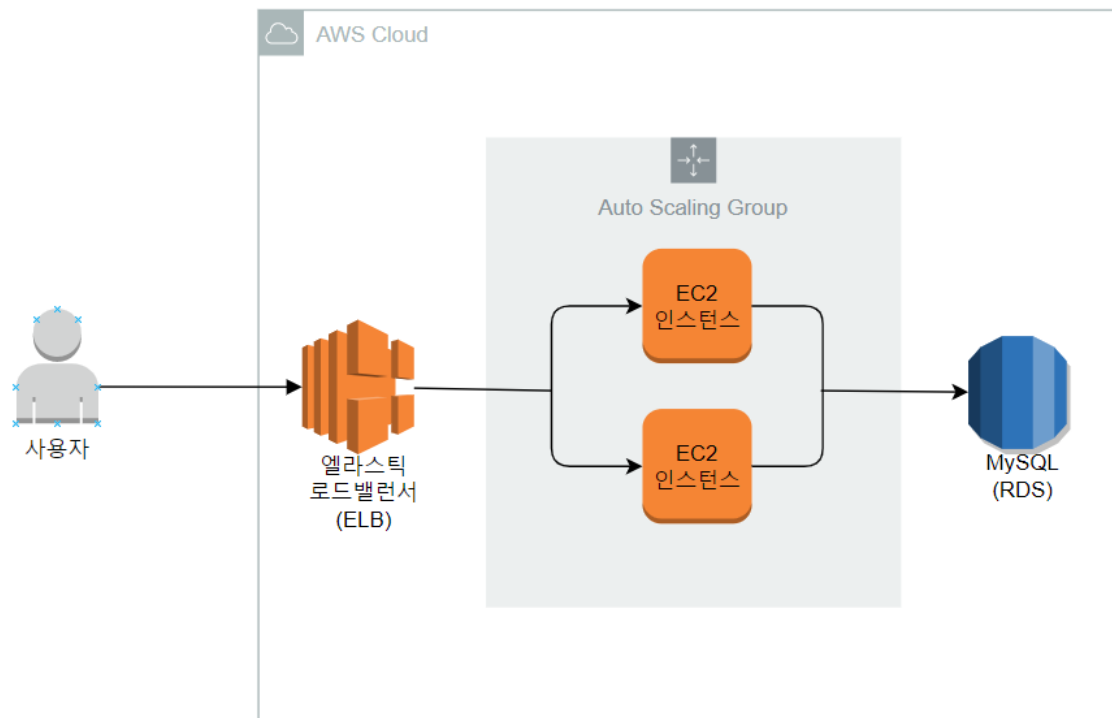 AWS Cloud
Auto Scaling Group
EC2
인스턴스
사용자
엘라스틱
로드밸런서
(ELB)
EC2
인스턴스
MySQL
(RDS)